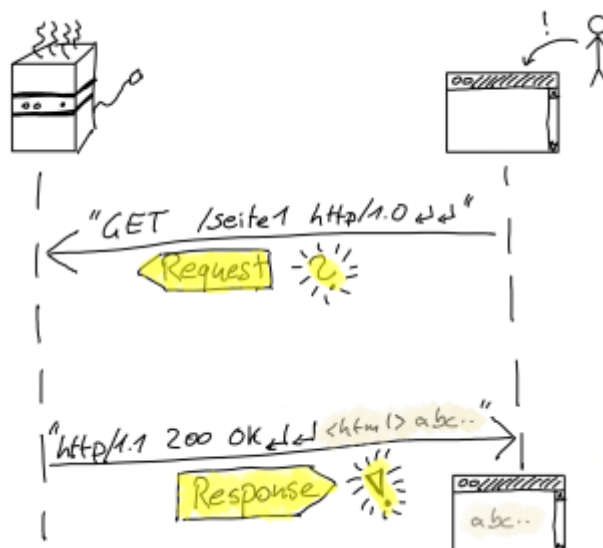 !
"GET /seite1 http/1.0 ↲↲"
Request ?
"http/1.1 200 OK ↲↲ <html> abc.."
Response !
abc..